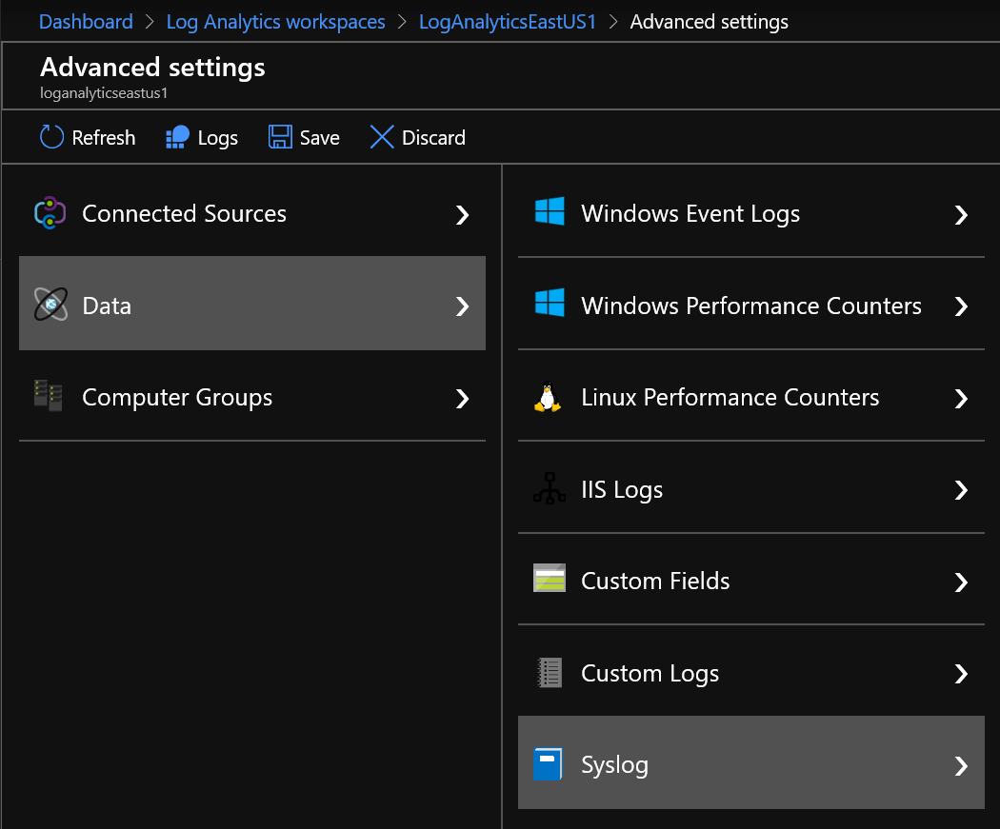 Dashboard > Log Analytics workspaces > LogAnalyticsEastUS1 > Advanced settings
Advanced settings
loganalyticseastus1
Refresh Logs Save Discard
Connected Sources
Data
Computer Groups
Windows Event Logs
Windows Performance Counters
Linux Performance Counters
IIS Logs
Custom Fields
Custom Logs
Syslog